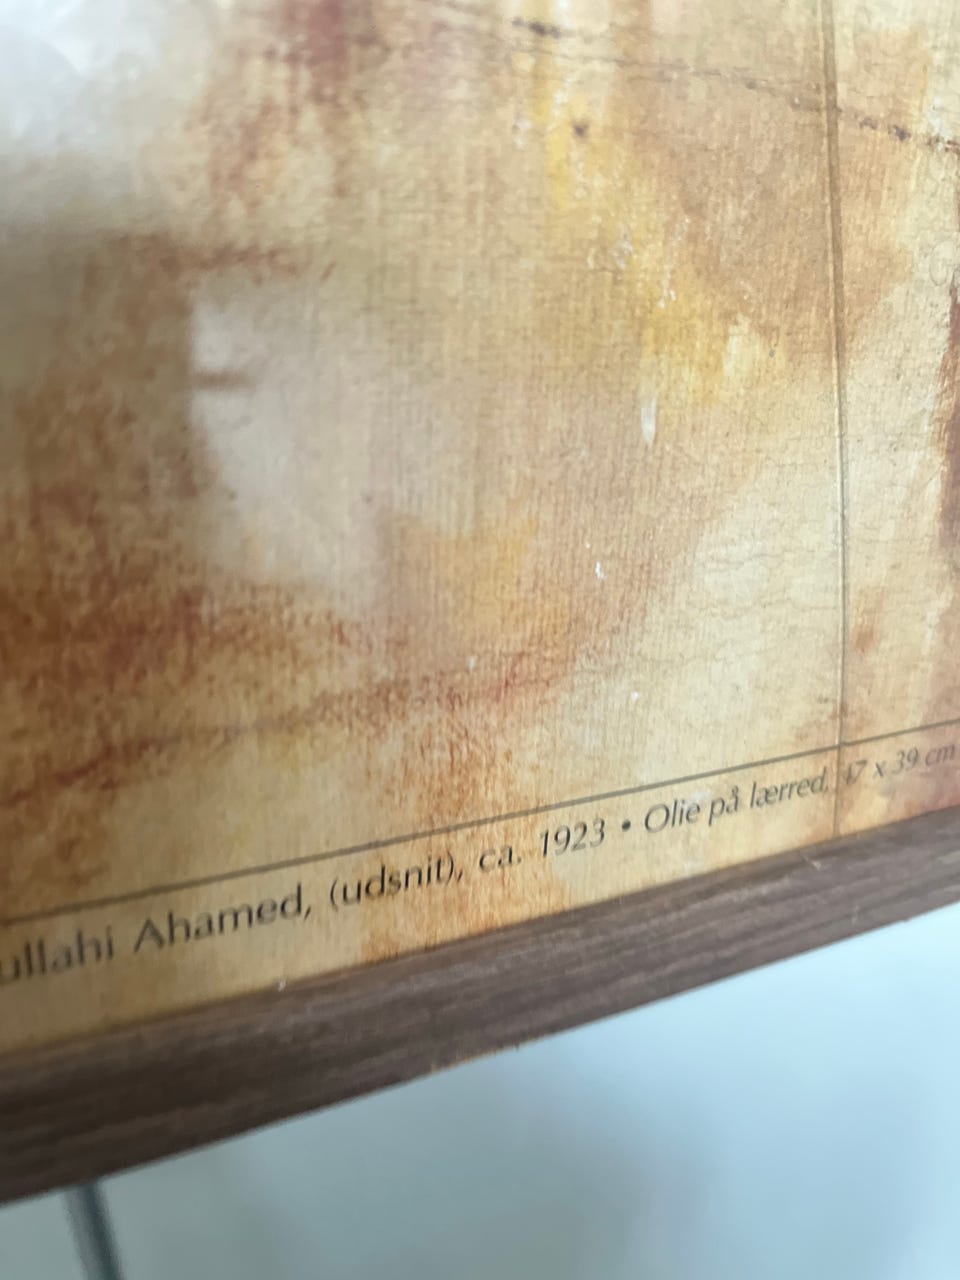 ullahi Ahamed, (udsnit), ca. 1923 • Olie på lærred, 47 x 39 cm